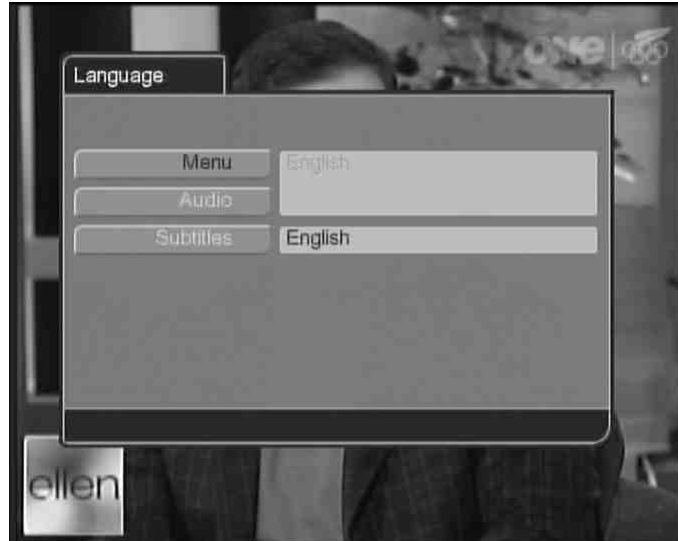 one
Language
Menu English
Audio
Subtitles English
ellen